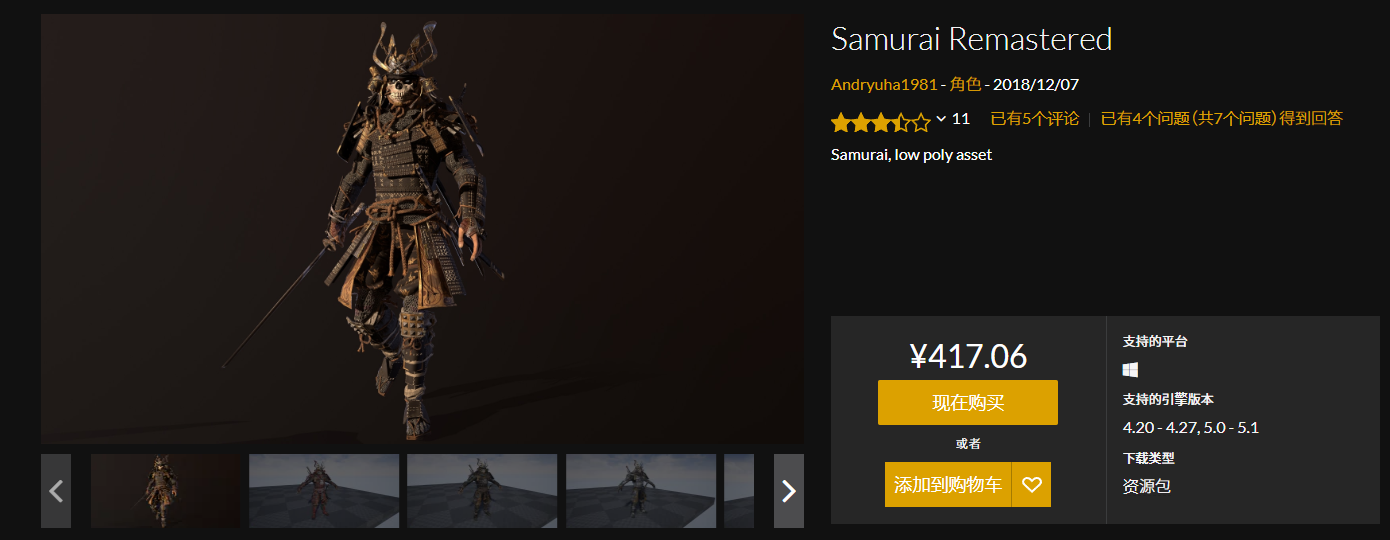 Samurai Remastered
Andryuha1981 - 角色 - 2018/12/07
11 已有5个评论 | 已有4个问题 (共7个问题) 得到回答
Samurai, low poly asset
¥417.06
现在购买
或者
添加到购物车
支持的平台
支持的引擎版本
4.20 - 4.27, 5.0 - 5.1
下载类型
资源包